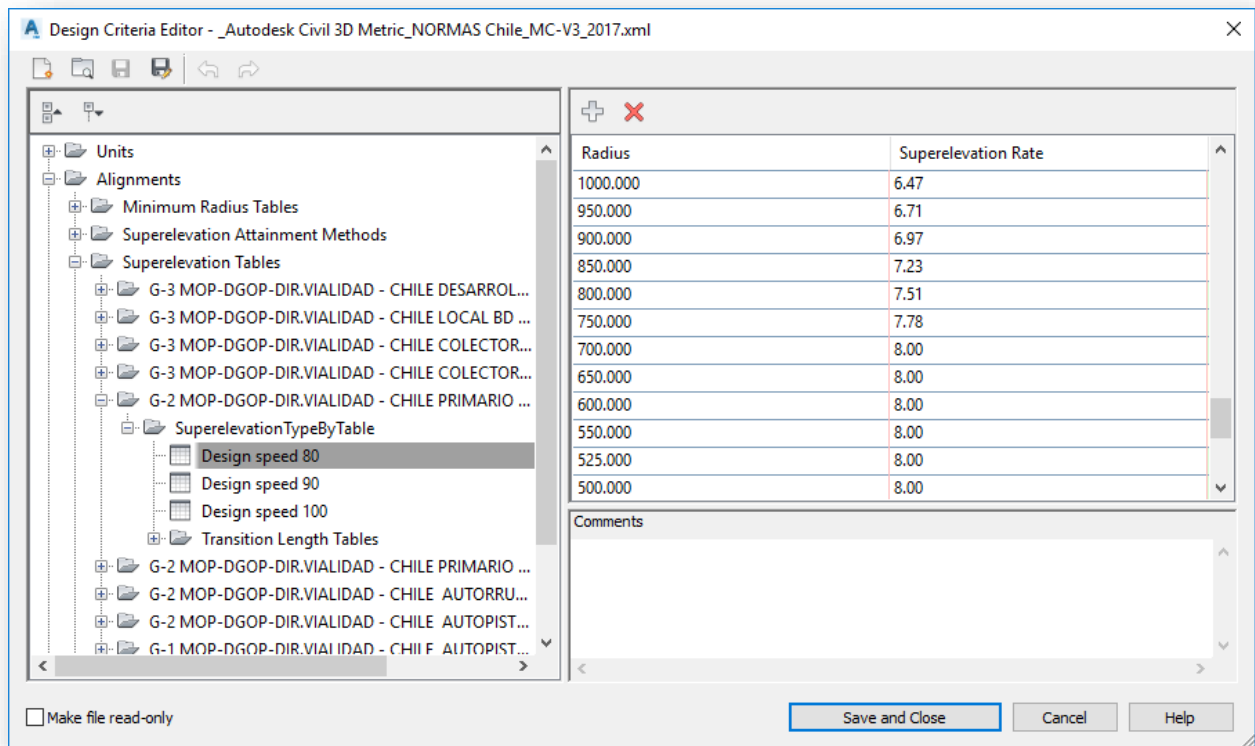 Design Criteria Editor - _Autodesk Civil 3D Metric_NORMAS Chile_MC-V3_2017.xml
Units
Alignments
Minimum Radius Tables
Superelevation Attainment Methods
Superelevation Tables
G-3 MOP-DGOP-DIR.VIALIDAD - CHILE DESARROL...
G-3 MOP-DGOP-DIR.VIALIDAD - CHILE LOCAL BD ...
G-3 MOP-DGOP-DIR.VIALIDAD - CHILE COLECTOR...
G-3 MOP-DGOP-DIR.VIALIDAD - CHILE COLECTOR...
G-2 MOP-DGOP-DIR.VIALIDAD - CHILE PRIMARIO ...
SuperelevationTypeByTable
Design speed 80
Design speed 90
Design speed 100
Transition Length Tables
G-2 MOP-DGOP-DIR.VIALIDAD - CHILE PRIMARIO ...
G-2 MOP-DGOP-DIR.VIALIDAD - CHILE AUTORRU...
G-2 MOP-DGOP-DIR.VIALIDAD - CHILE AUTOPIST...
G-1 MOP-DGOP-DIR.VIALIDAD - CHILE AUTOPIST...
Radius Superelevation Rate
1000.000 6.47
950.000 6.71
900.000 6.97
850.000 7.23
800.000 7.51
750.000 7.78
700.000 8.00
650.000 8.00
600.000 8.00
550.000 8.00
525.000 8.00
500.000 8.00
Comments
Make file read-only
Save and Close
Cancel
Help